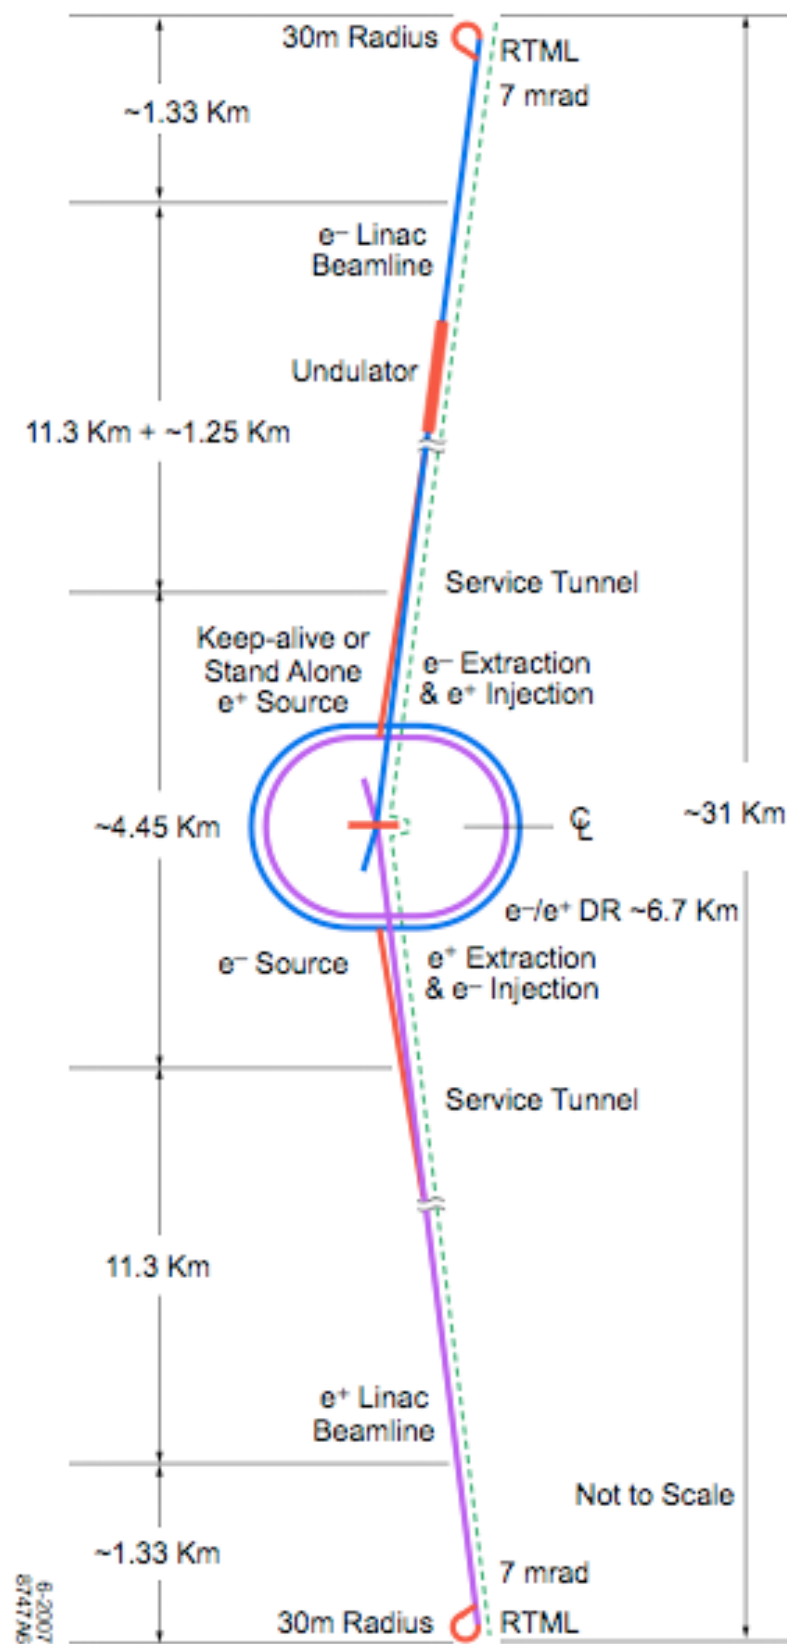 30m Radius
RTML
7 mrad
~1.33 Km
e– Linac
Beamline
Undulator
11.3 Km + ~1.25 Km
Service Tunnel
Keep-alive or
Stand Alone
e+ Source
e– Extraction
& e+ Injection
~4.45 Km
℄
~31 Km
e–/e+ DR ~6.7 Km
e– Source
e+ Extraction
& e– Injection
Service Tunnel
11.3 Km
e+ Linac
Beamline
Not to Scale
~1.33 Km
7 mrad
30m Radius
RTML
6-2007
8747A6